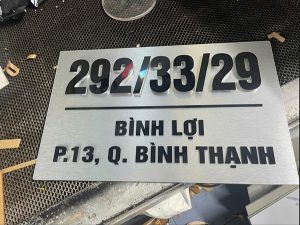 292/33/29
BÌNH LỢI
P.13, Q. BÌNH THẠNH